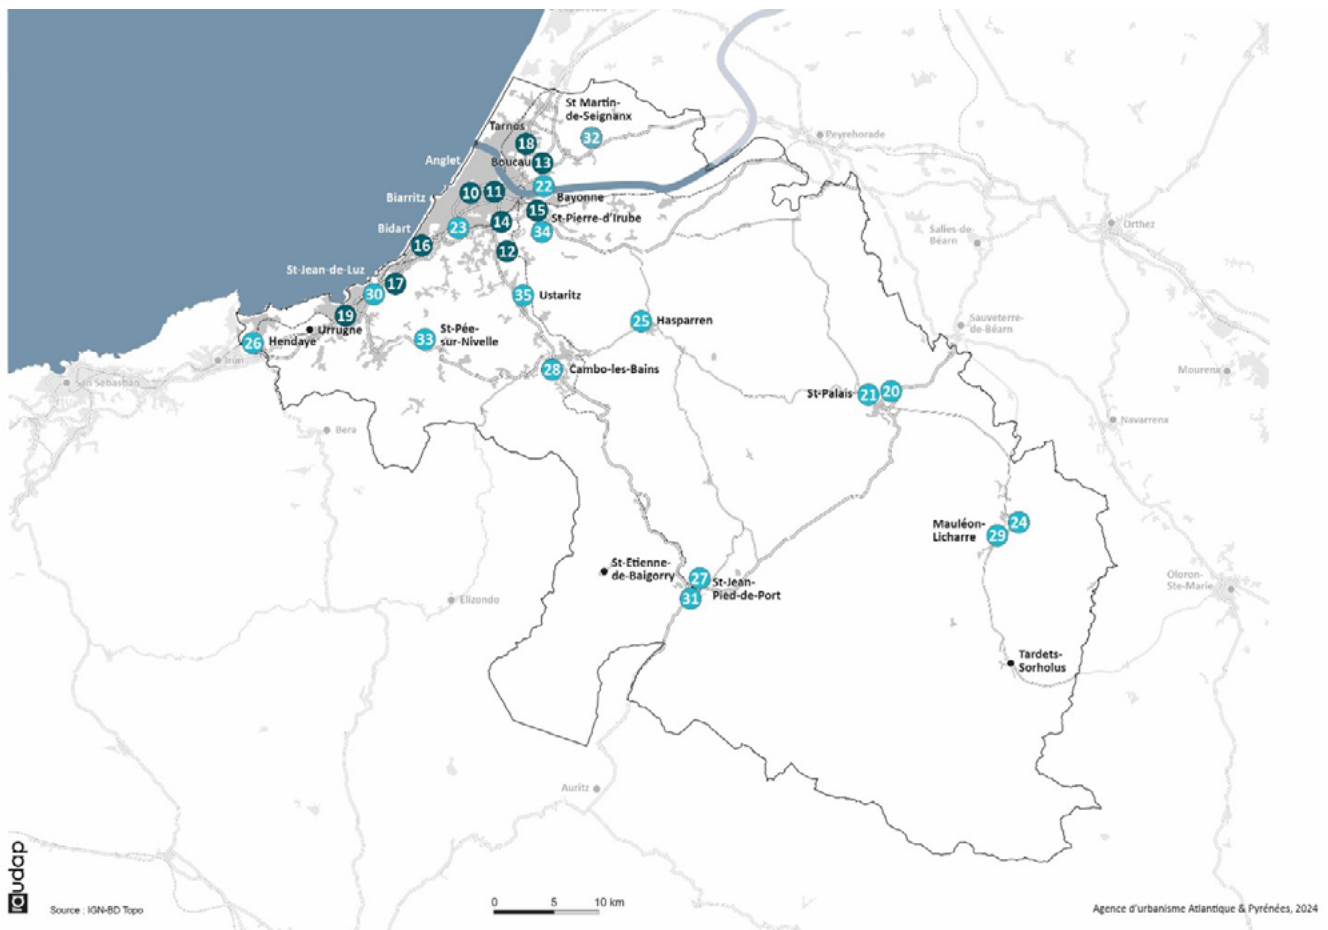 St Martin-
de-Seignanx
32
Tarnos
18
Peyrehorade
Anglet
Boucau
13
22
Biarritz
10
11
Bayonne
15
St-Pierre-d'Irube
14
34
Bidart
23
16
12
Orthez
Salies-de-
Béarn
St-Jean-de-Luz
17
30
35
Ustaritz
19
Urrugne
25
Hasparren
Sauveterre-
de-Béarn
26
Hendaye
33
St-Pée-
sur-Nivelle
Irun
28
Cambo-les-Bains
San Sebastian
Mourenx
St-Palais
21
20
Bera
Navarrenx
Mauléon-
Licharre
24
29
St-Etienne-
de-Baigorry
27
St-Jean-
Pied-de-Port
31
Elizondo
Oloron-
Ste-Marie
Tardets-
Sorholus
Auritz
audap
Source : IGN-BD Topo
0 5 10 km
Agence d'urbanisme Atlantique & Pyrénées, 2024